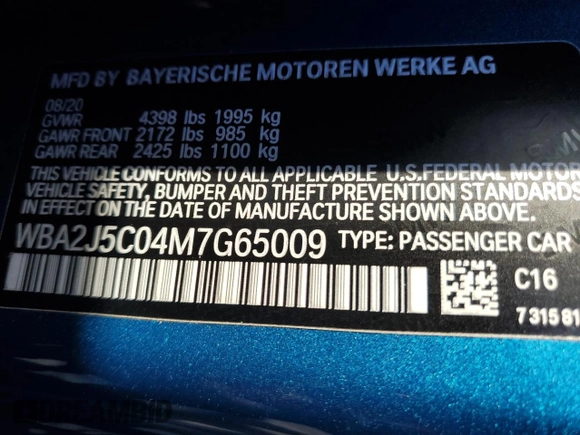 MFD BY BAYERISCHE MOTOREN WERKE AG
08/20
GVWR 4398 lbs 1995 kg
GAWR FRONT 2172 lbs 985 kg
GAWR REAR 2425 lbs 1100 kg
THIS VEHICLE CONFORMS TO ALL APPLICABLE U.S.FEDERAL MOTOR
VEHICLE SAFETY, BUMPER AND THEFT PREVENTION STANDARDS
IN EFFECT ON THE DATE OF MANUFACTURE SHOWN ABOVE.
WBA2J5C04M7G65009 TYPE: PASSENGER CAR
C16
7 315 81
DREAMBID